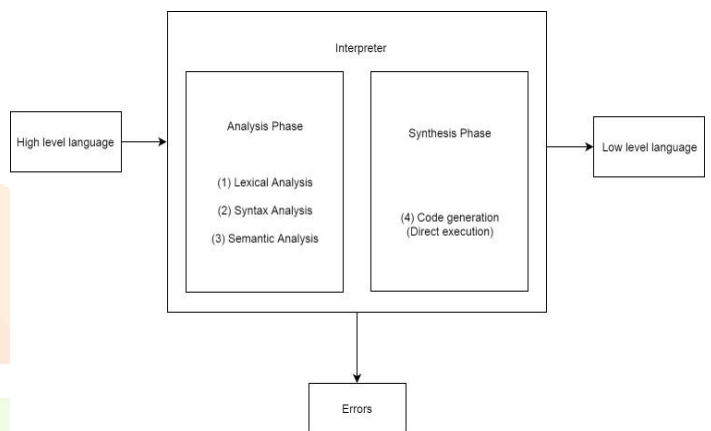 Interpreter
High level language
Analysis Phase
(1) Lexical Analysis
(2) Syntax Analysis
(3) Semantic Analysis
Synthesis Phase
(4) Code generation
(Direct execution)
Low level language
Errors